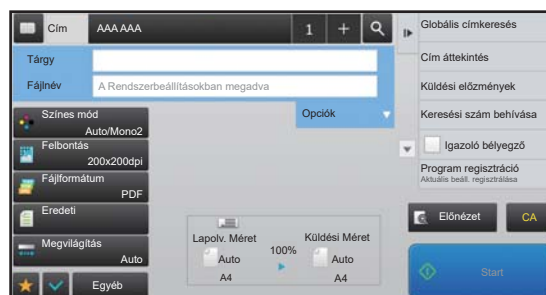 Cím AAA AAA 1 +
Tárgy
Fájlnév A Rendszerbeállításokban megadva
Opciók
Színes mód
Auto/Mono2
Felbontás
200x200dpi
Fájlformátum
PDF
Eredeti
Megvilágítás
Auto
Egyéb
Lapolv. Méret
Auto
A4
100%
Küldési Méret
Auto
A4
Globális címkeresés
Cím áttekintés
Küldési előzmények
Keresési szám behívása
Igazoló bélyegző
Program regisztráció
Aktuális beáll. regisztrálása
Előnézet CA
Start